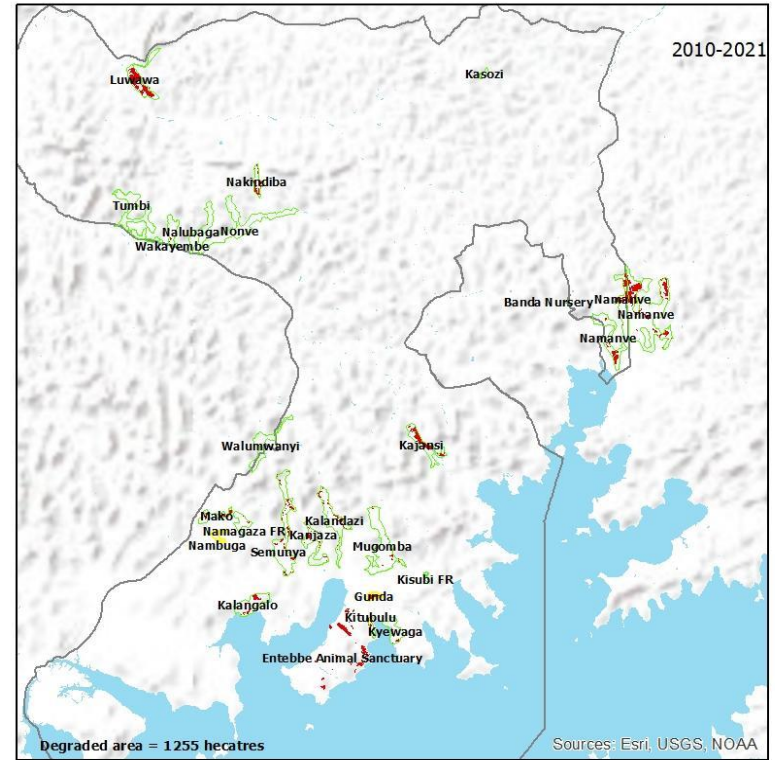 2010-2021
Kasozi
Luwawa
Nakindiba
Tumbi
Nalubaga Nonve
Wakayembe
Banda Nursery Namanve
Namanve
Namanve
Walumwanyi
Kajansi
Mako
Kalandazi
Namagaza FR
Kanjaza
Nambuga
Semunya
Mugomba
Kisubi FR
Gunda
Kalangalo
Kitubulu
Kyewaga
Entebbe Animal Sanctuary
Degraded area = 1255 hecatres
Sources: Esri, USGS, NOAA